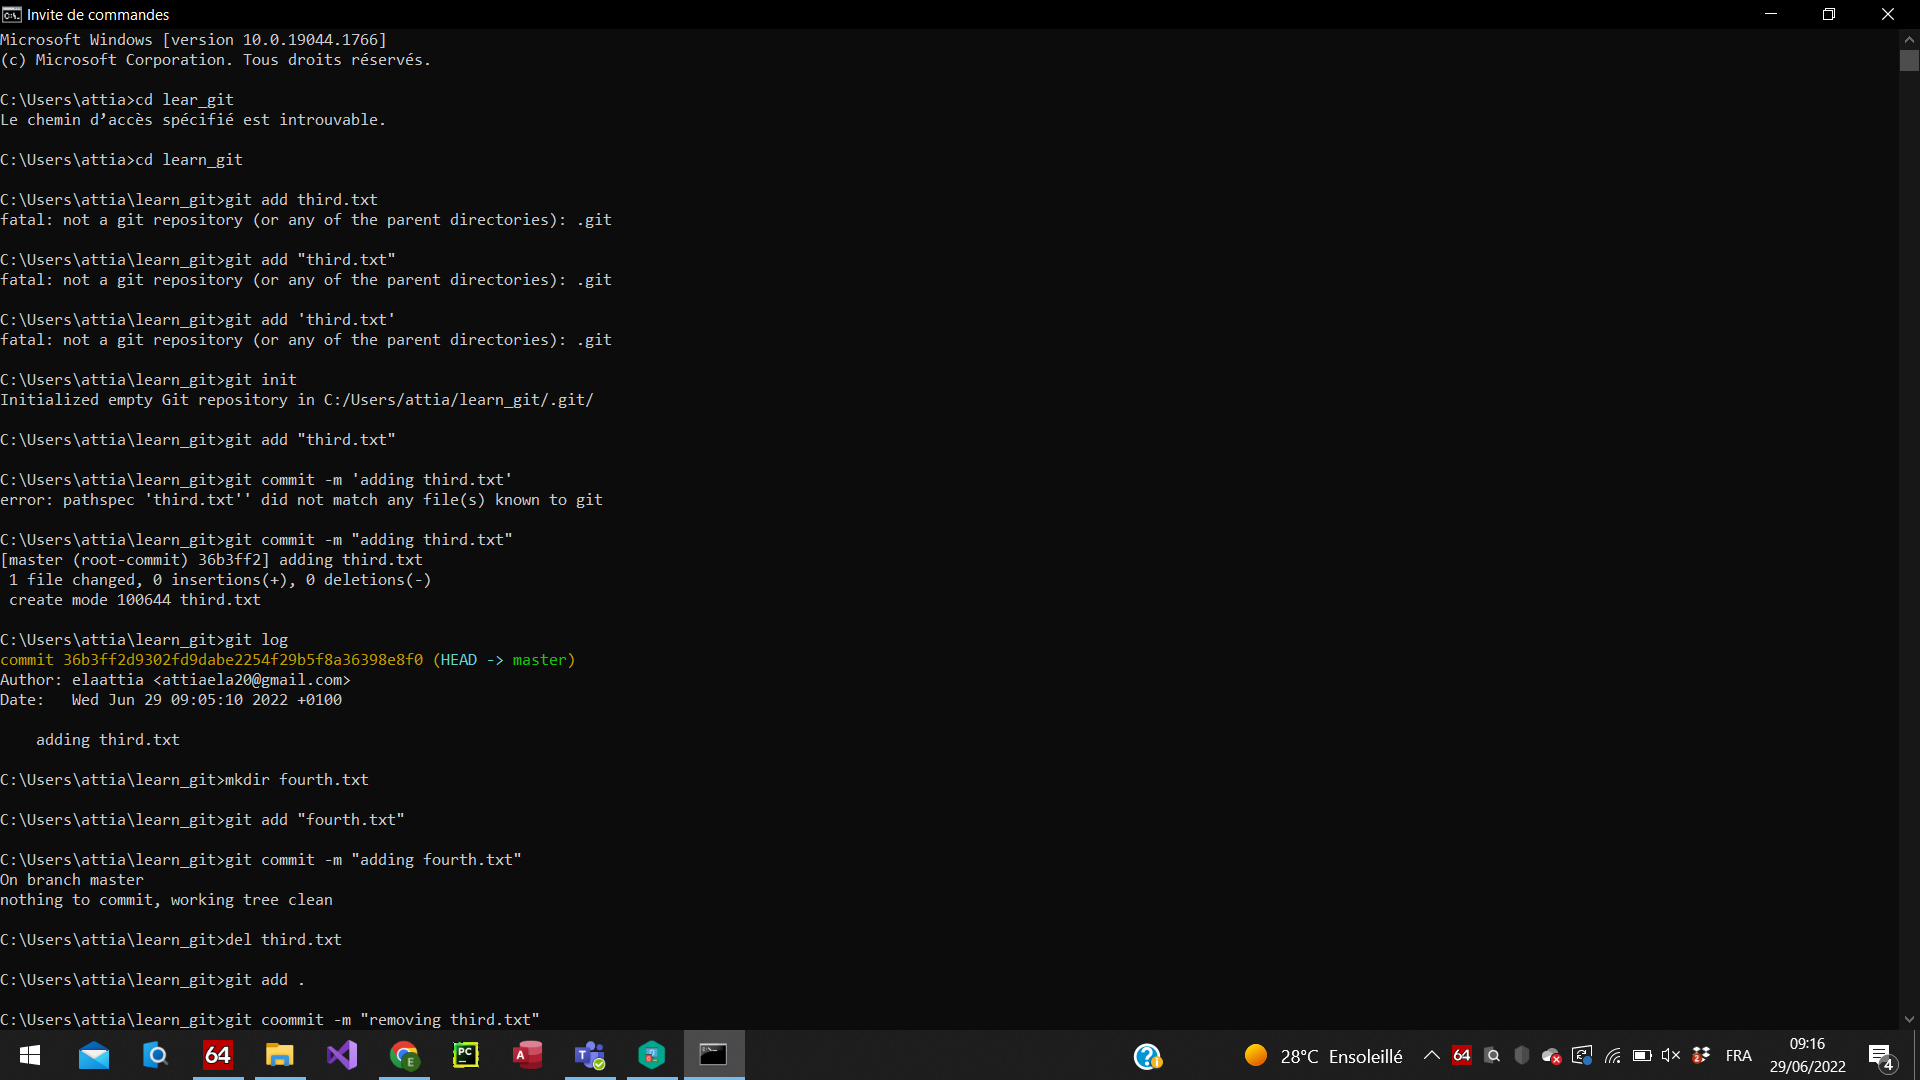 Invite de commandes
Microsoft Windows [version 10.0.19044.1766]
(c) Microsoft Corporation. Tous droits réservés.
C:\Users\attia>cd lear_git
Le chemin d’accès spécifié est introuvable.
C:\Users\attia>cd learn_git
C:\Users\attia\learn_git>git add third.txt
fatal: not a git repository (or any of the parent directories): .git
C:\Users\attia\learn_git>git add "third.txt"
fatal: not a git repository (or any of the parent directories): .git
C:\Users\attia\learn_git>git add 'third.txt'
fatal: not a git repository (or any of the parent directories): .git
C:\Users\attia\learn_git>git init
Initialized empty Git repository in C:/Users/attia/learn_git/.git/
C:\Users\attia\learn_git>git add "third.txt"
C:\Users\attia\learn_git>git commit -m 'adding third.txt'
error: pathspec 'third.txt'' did not match any file(s) known to git
C:\Users\attia\learn_git>git commit -m "adding third.txt"
[master (root-commit) 36b3ff2] adding third.txt
 1 file changed, 0 insertions(+), 0 deletions(-)
 create mode 100644 third.txt
C:\Users\attia\learn_git>git log
commit 36b3ff2d9302fd9dabe2254f29b5f8a36398e8f0 (HEAD -> master)
Author: elaattia <attiaela20@gmail.com>
Date:   Wed Jun 29 09:05:10 2022 +0100
    adding third.txt
C:\Users\attia\learn_git>mkdir fourth.txt
C:\Users\attia\learn_git>git add "fourth.txt"
C:\Users\attia\learn_git>git commit -m "adding fourth.txt"
On branch master
nothing to commit, working tree clean
C:\Users\attia\learn_git>del third.txt
C:\Users\attia\learn_git>git add .
C:\Users\attia\learn_git>git coommit -m "removing third.txt"
64
28°C Ensoleillé
64
FRA
09:16
29/06/2022
4